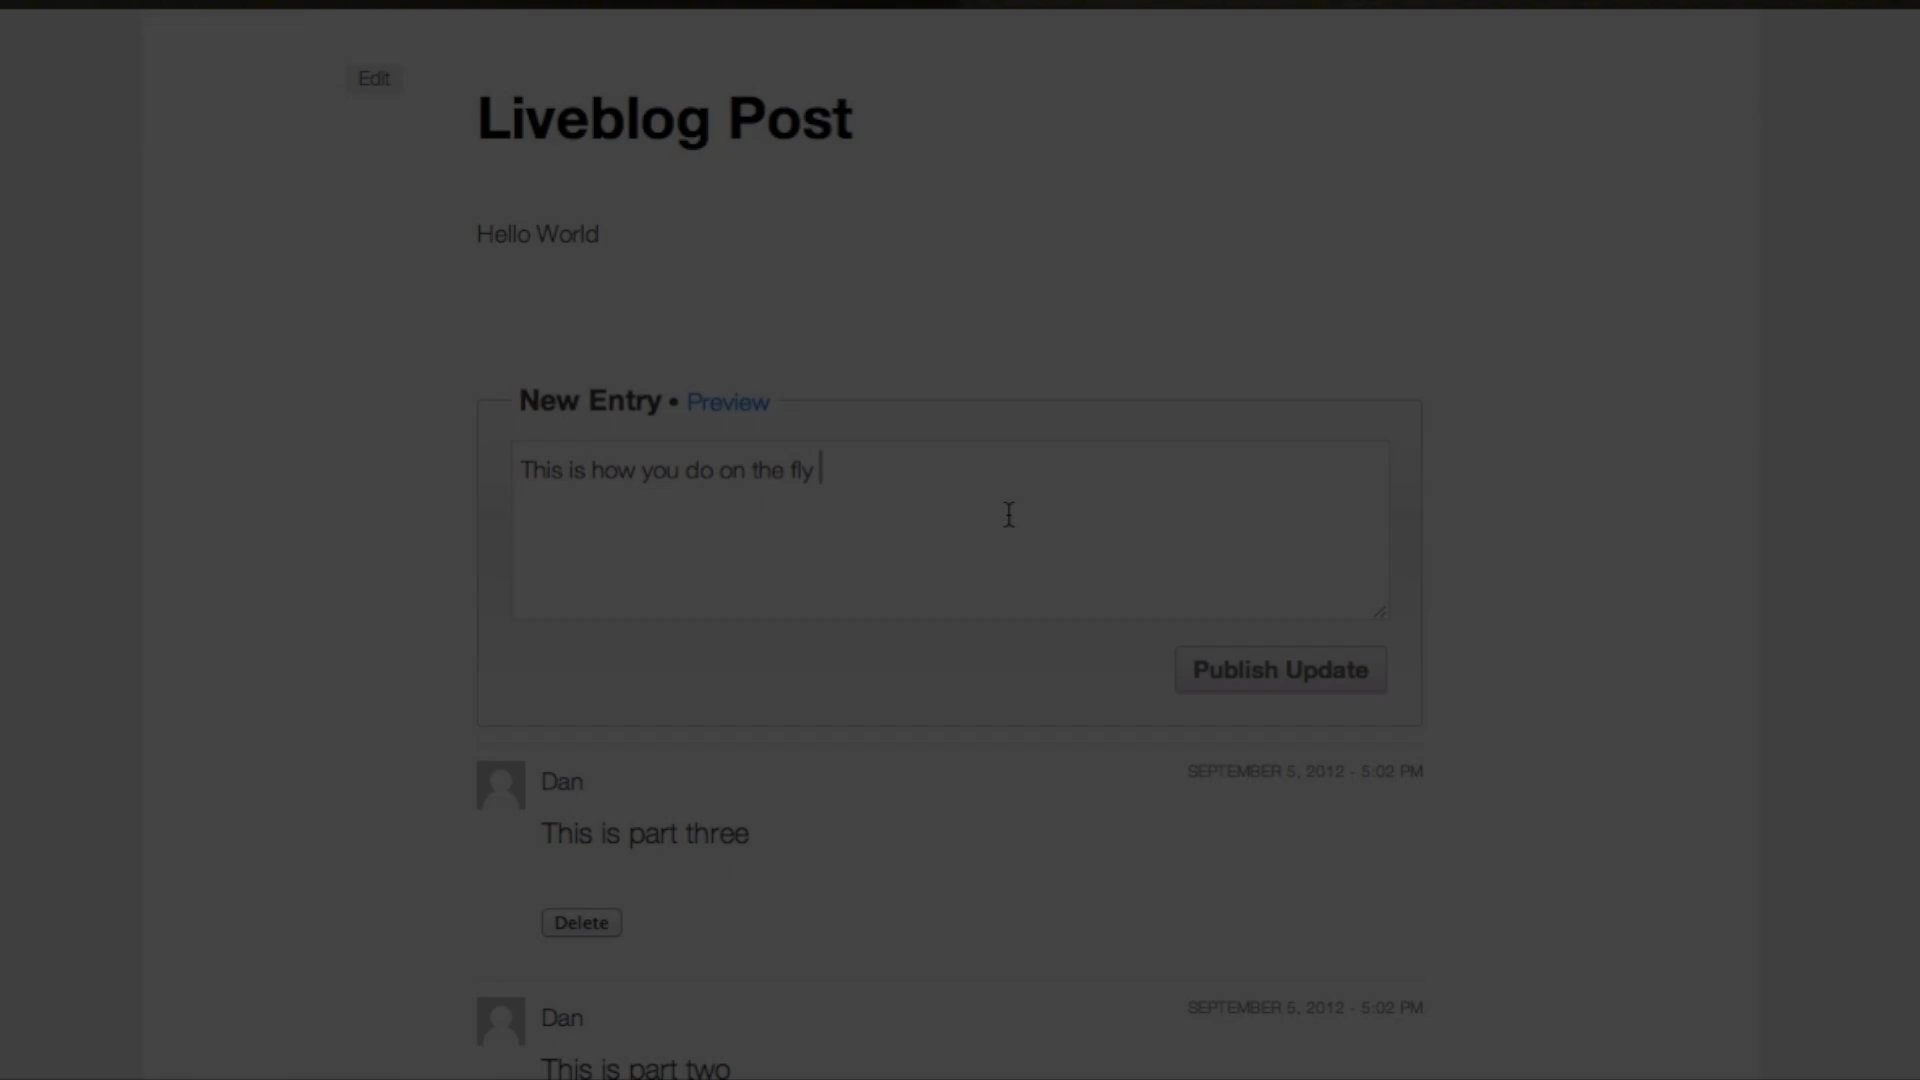 Edit
Liveblog Post
Hello World
New Entry • Preview
This is how you do on the fly
Publish Update
Dan
SEPTEMBER 5, 2012 - 5:02 PM
This is part three
Delete
Dan
SEPTEMBER 5, 2012 - 5:02 PM
This is part two